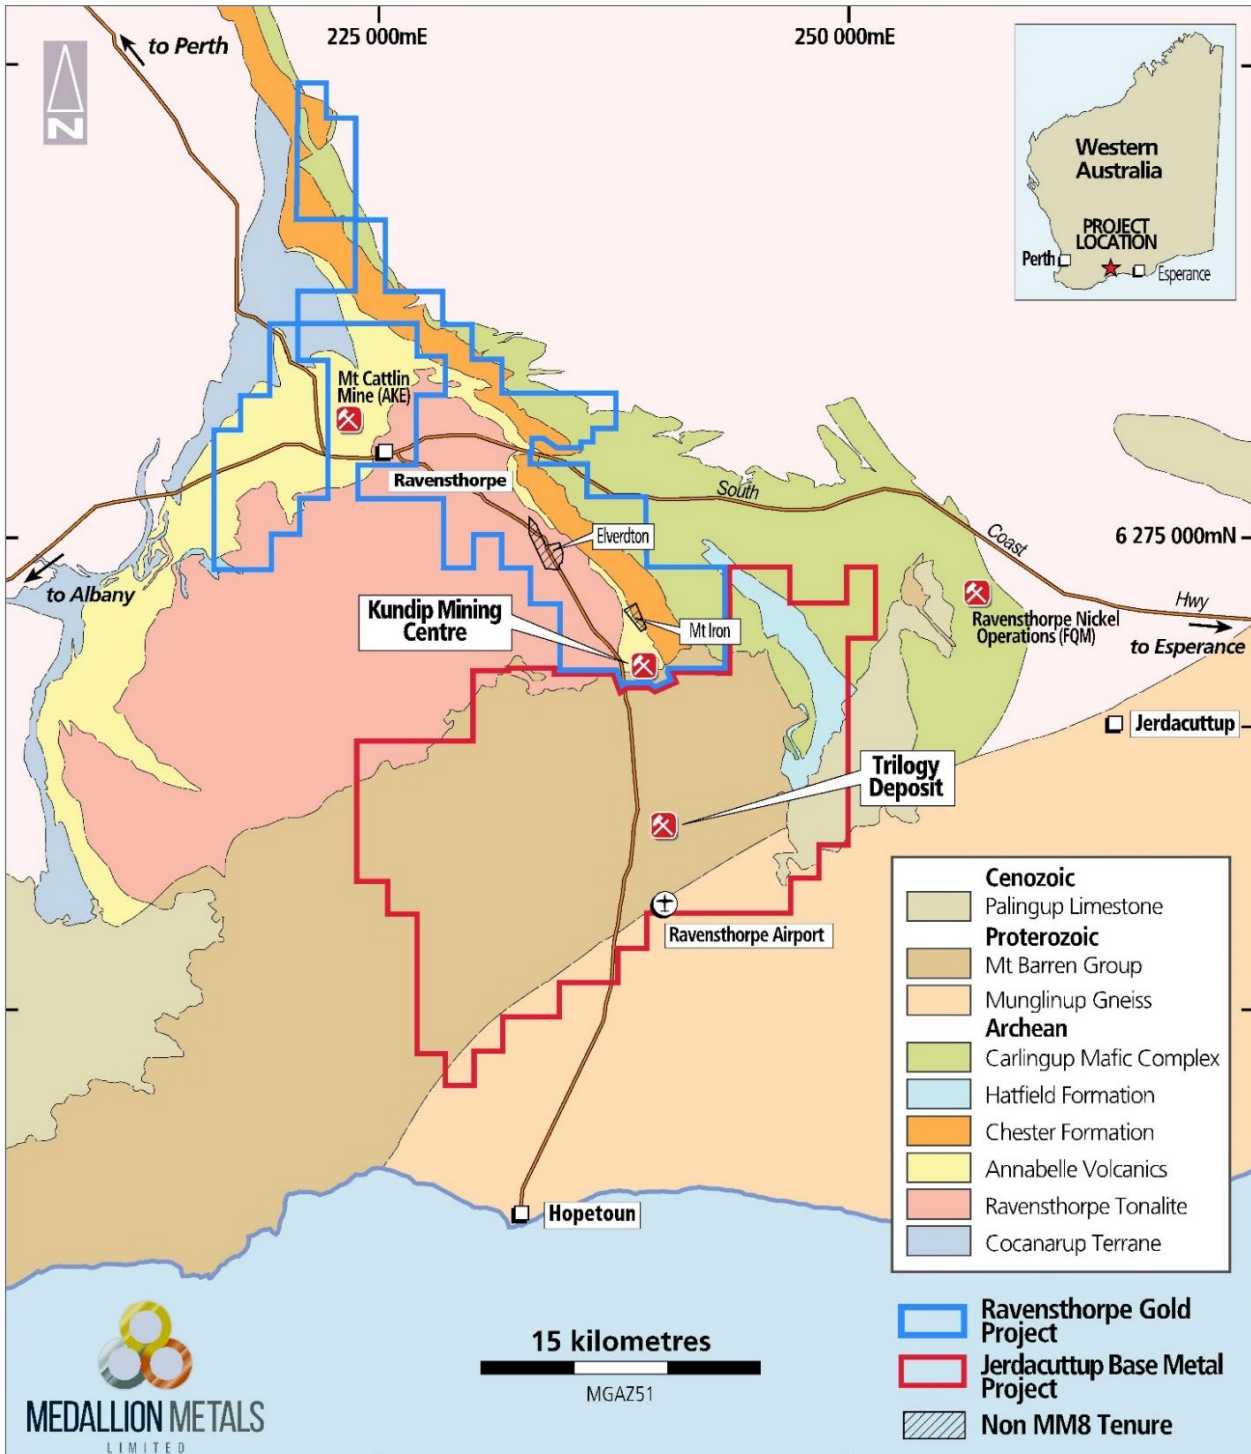 225 000mE
250 000mE
to Perth
N
Western
Australia
PROJECT
LOCATION
Perth
Esperance
Mt Cattlin
Mine (AKE)
Ravensthorpe
South
Coast
Hwy
6 275 000mN
Elverdton
to Albany
Kundip Mining
Centre
Mt Iron
Ravensthorpe Nickel
Operations (FQM)
to Esperance
Jerdacuttup
Trilogy
Deposit
Ravensthorpe Airport
Hopetoun
Cenozoic
Palingup Limestone
Proterozoic
Mt Barren Group
Munglinup Gneiss
Archean
Carlingup Mafic Complex
Hatfield Formation
Chester Formation
Annabelle Volcanics
Ravensthorpe Tonalite
Cocanarup Terrane
Ravensthorpe Gold
Project
Jerdacuttup Base Metal
Project
Non MM8 Tenure
15 kilometres
MGAZ51
MEDALLION METALS
LIMITED